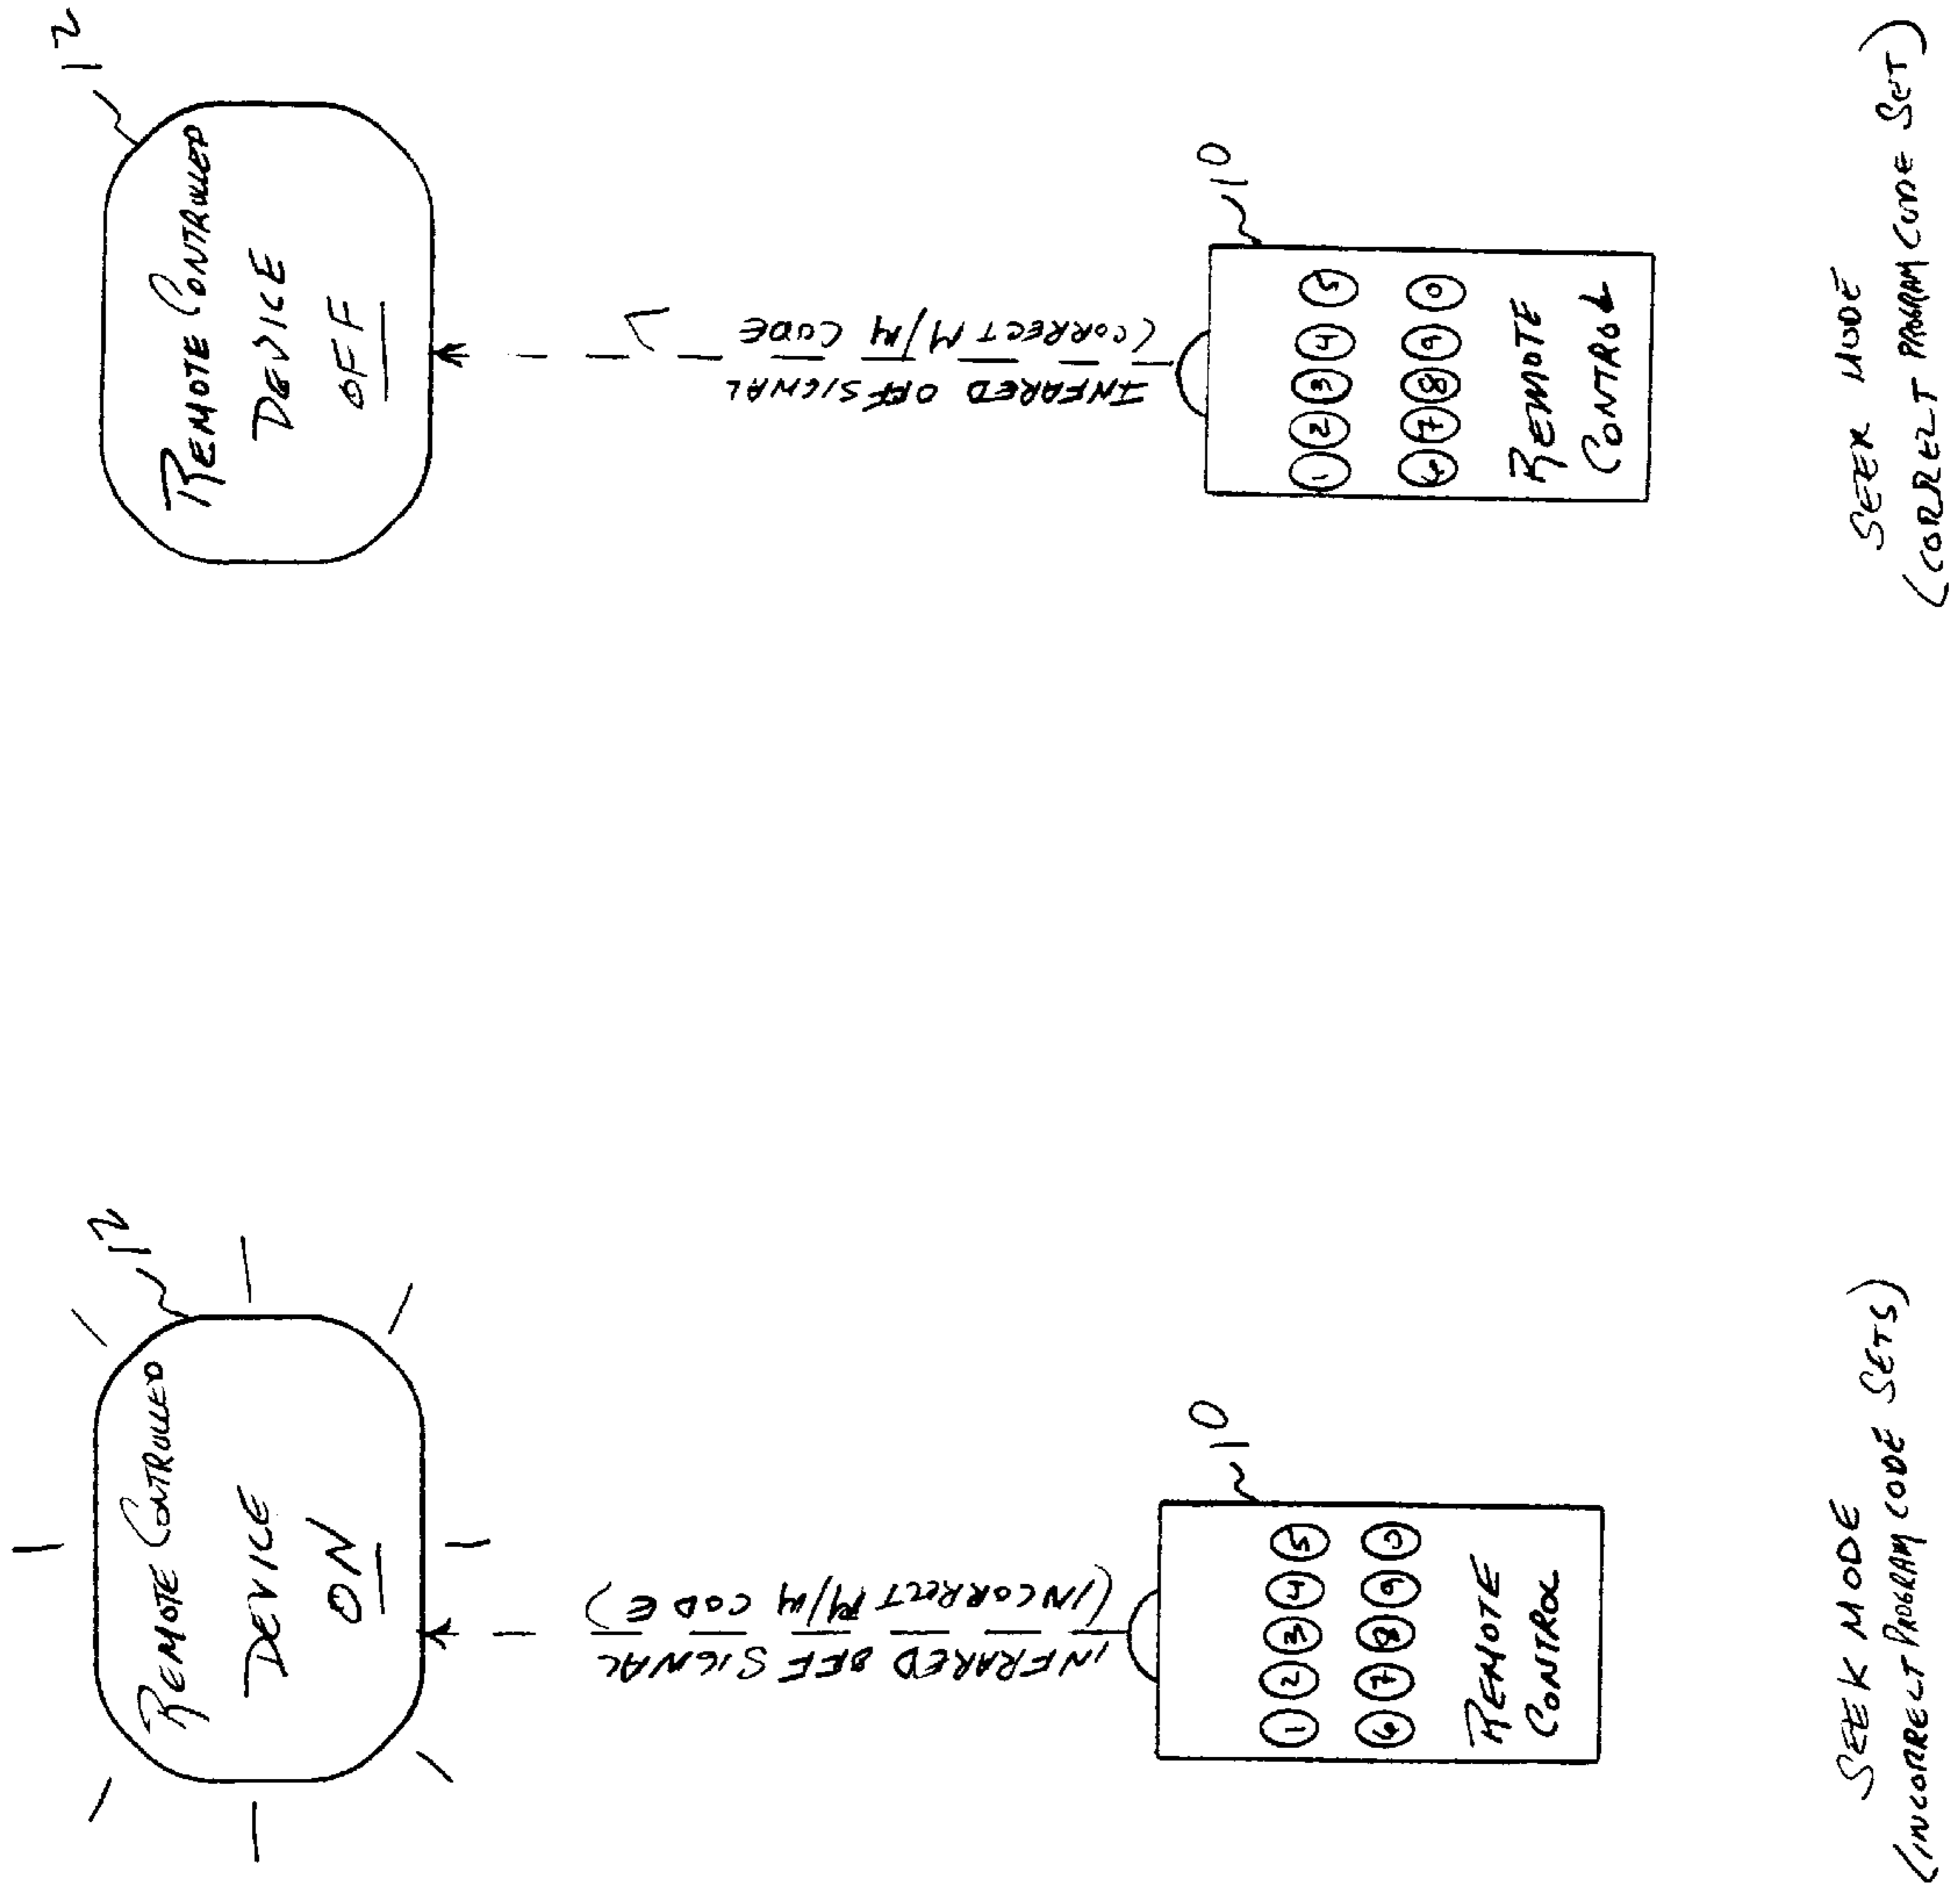 12
REMOTE CONTROLLED
DEVICE
ON
INFRARED OFF SIGNAL
(INCORRECT M/M CODE)
10
1 2 3 4 5
6 7 8 9 0
REMOTE
CONTROL
SEEK MODE
(INCORRECT PROGRAM CODE SETS)
12
REMOTE CONTROLLED
DEVICE
OFF
INFARED OFF SIGNAL
(CORRECT M/M CODE )
10
1 2 3 4 5
6 7 8 9 0
REMOTE
CONTROL
SEEK MODE
(CORRECT PROGRAM CODE SET)